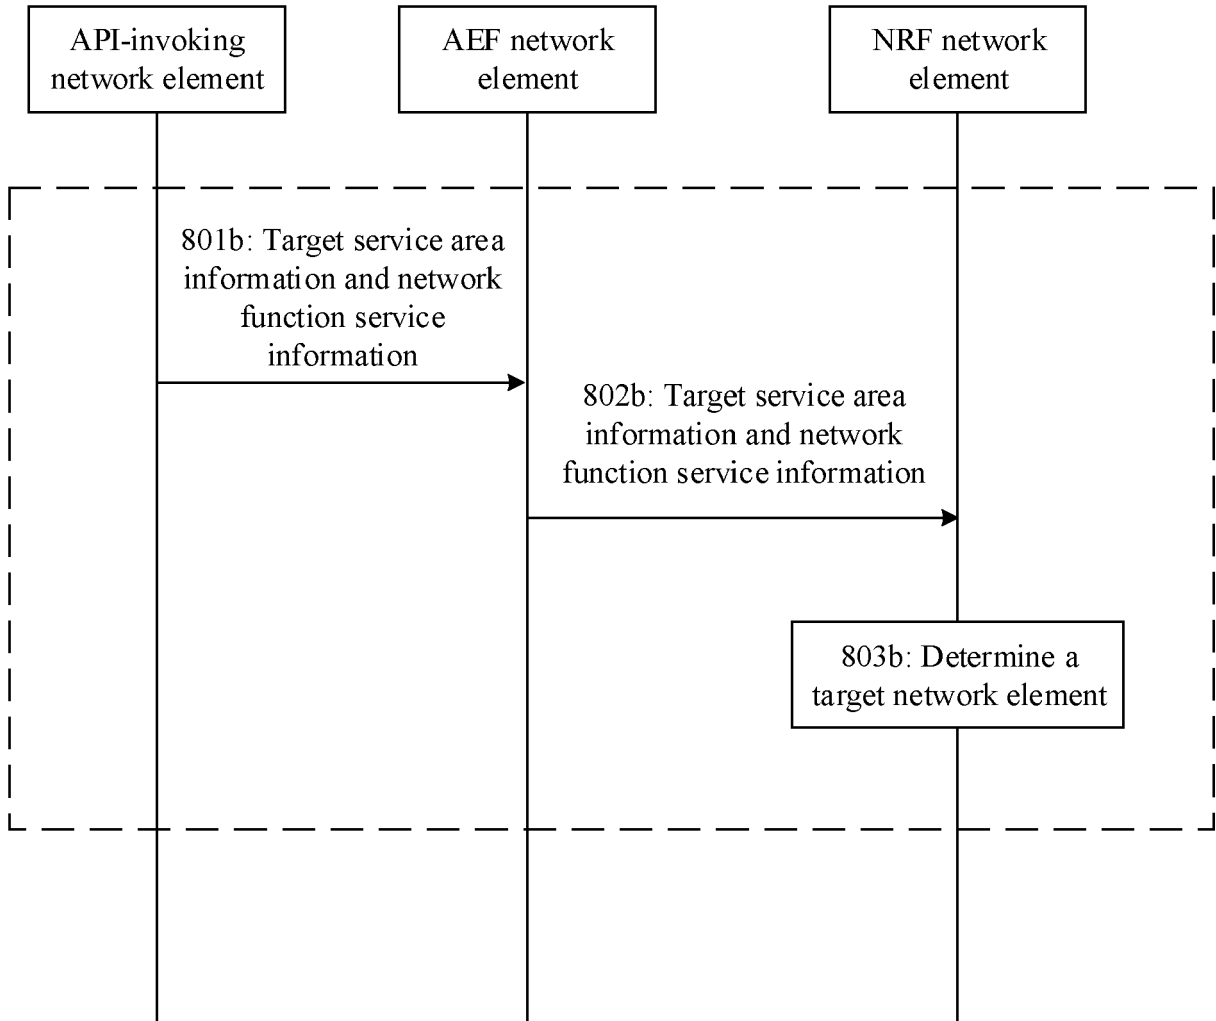 API-invoking
network element
AEF network
element
NRF network
element
801b: Target service area
information and network
function service
information
802b: Target service area
information and network
function service information
803b: Determine a
target network element